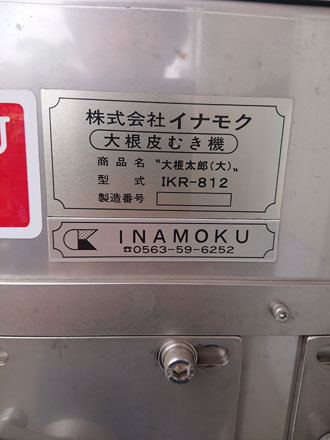 株式会社イナモク
大根皮むき機
商品名 〝大根太郎(大)〟
型式 IKR-812
製造番号
INAMOKU
☎0563-59-6252